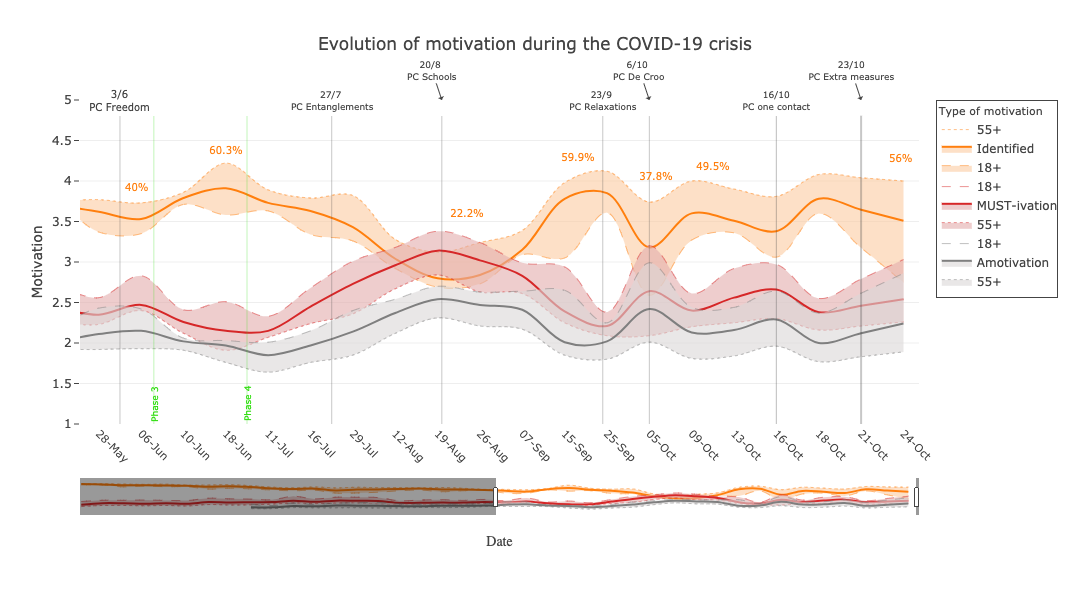 Evolution of motivation during the COVID-19 crisis
20/8
PC Schools
6/10
PC De Croo
23/10
PC Extra measures
3/6
PC Freedom
27/7
PC Entanglements
23/9
PC Relaxations
16/10
PC one contact
5
4.5
4
3.5
3
2.5
2
1.5
1
Motivation
40%
60.3%
22.2%
59.9%
37.8%
49.5%
56%
Phase 3
Phase 4
28-May
06-Jun
10-Jun
18-Jun
11-Jul
16-Jul
29-Jul
12-Aug
19-Aug
26-Aug
07-Sep
15-Sep
25-Sep
05-Oct
09-Oct
13-Oct
16-Oct
18-Oct
21-Oct
24-Oct
Date
Type of motivation
55+
Identified
18+
18+
MUST-ivation
55+
18+
Amotivation
55+